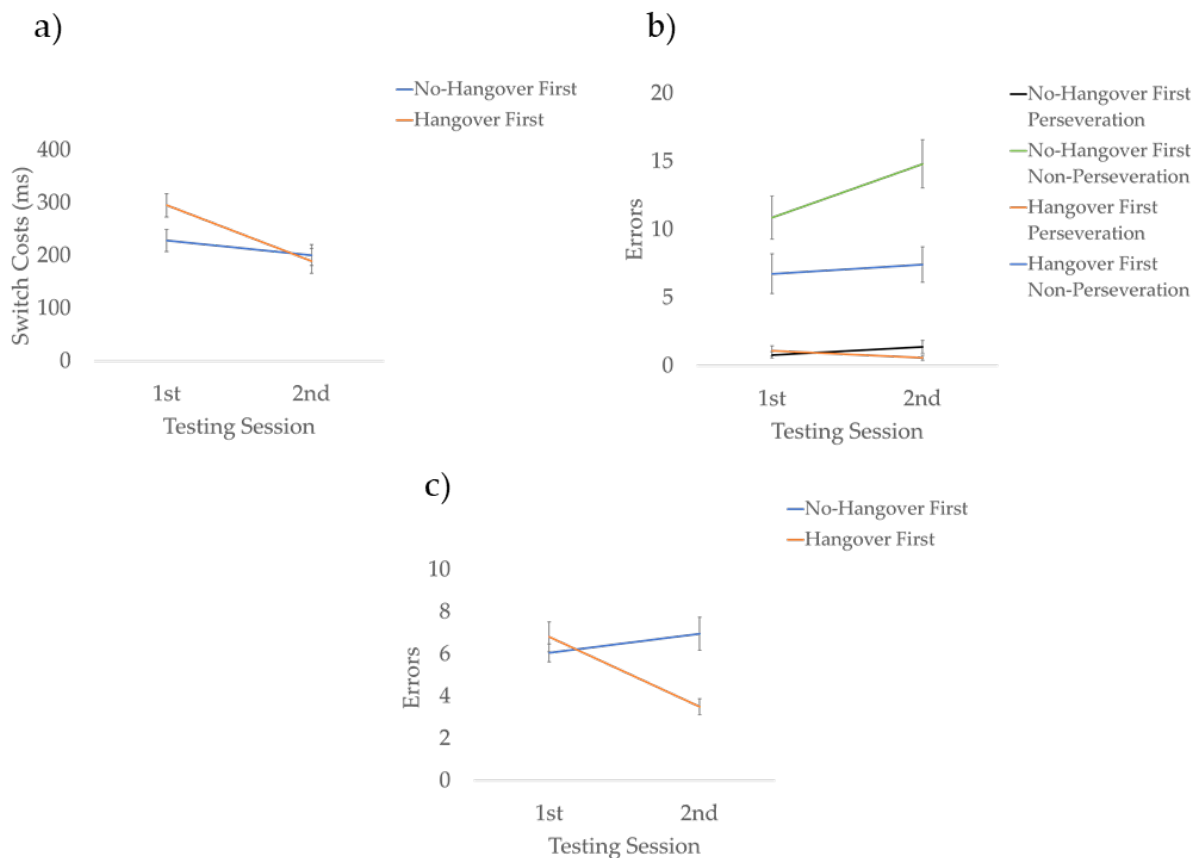 a)
No-Hangover First
Hangover First
400
300
200
100
0
Switch Costs (ms)
1st
2nd
Testing Session
b)
No-Hangover First
Perseveration
No-Hangover First
Non-Perseveration
Hangover First
Perseveration
Hangover First
Non-Perseveration
20
15
10
5
0
Errors
1st
2nd
Testing Session
c)
No-Hangover First
Hangover First
10
8
6
4
2
0
Errors
1st
2nd
Testing Session